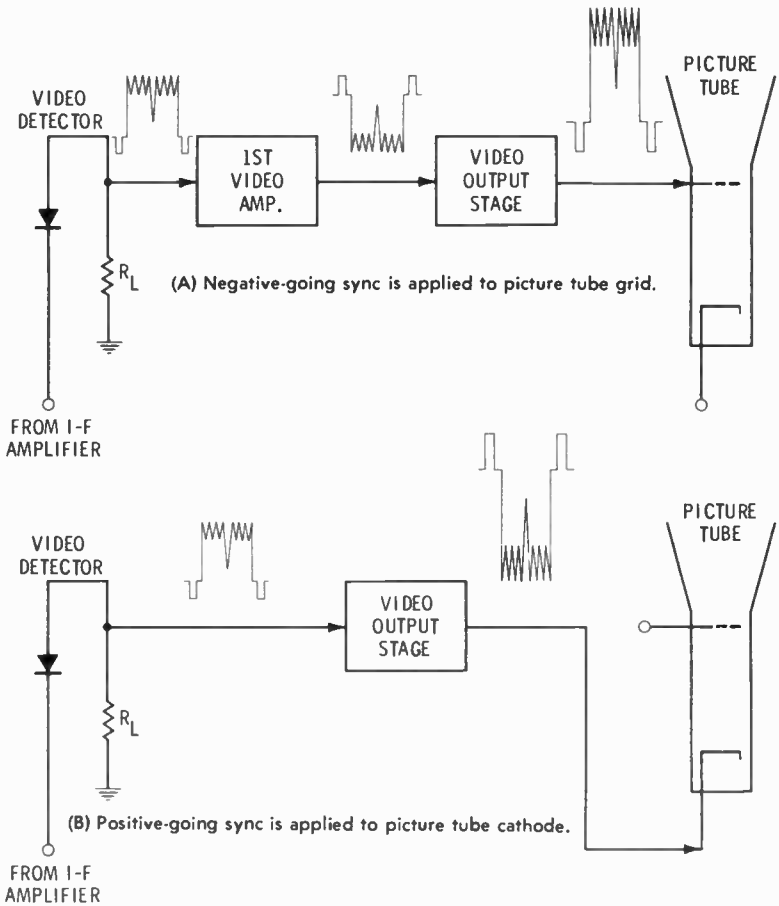 PICTURE
TUBE
VIDEO
DETECTOR
1ST
VIDEO
AMP.
VIDEO
OUTPUT
STAGE
R_L
(A) Negative-going sync is applied to picture tube grid.
FROM I-F
AMPLIFIER
PICTURE
TUBE
VIDEO
DETECTOR
VIDEO
OUTPUT
STAGE
R_L
(B) Positive-going sync is applied to picture tube cathode.
FROM I-F
AMPLIFIER